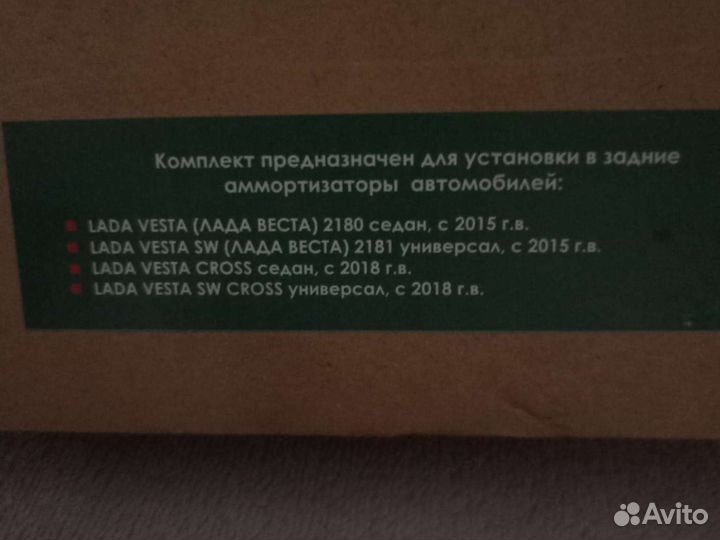 Комплект предназначен для установки в задние
аммортизаторы автомобилей:
LADA VESTA (ЛАДА ВЕСТА) 2180 седан, с 2015 г.в.
LADA VESTA SW (ЛАДА ВЕСТА) 2181 универсал, с 2015 г.в.
LADA VESTA CROSS седан, с 2018 г.в.
LADA VESTA SW CROSS универсал, с 2018 г.в.
Avito